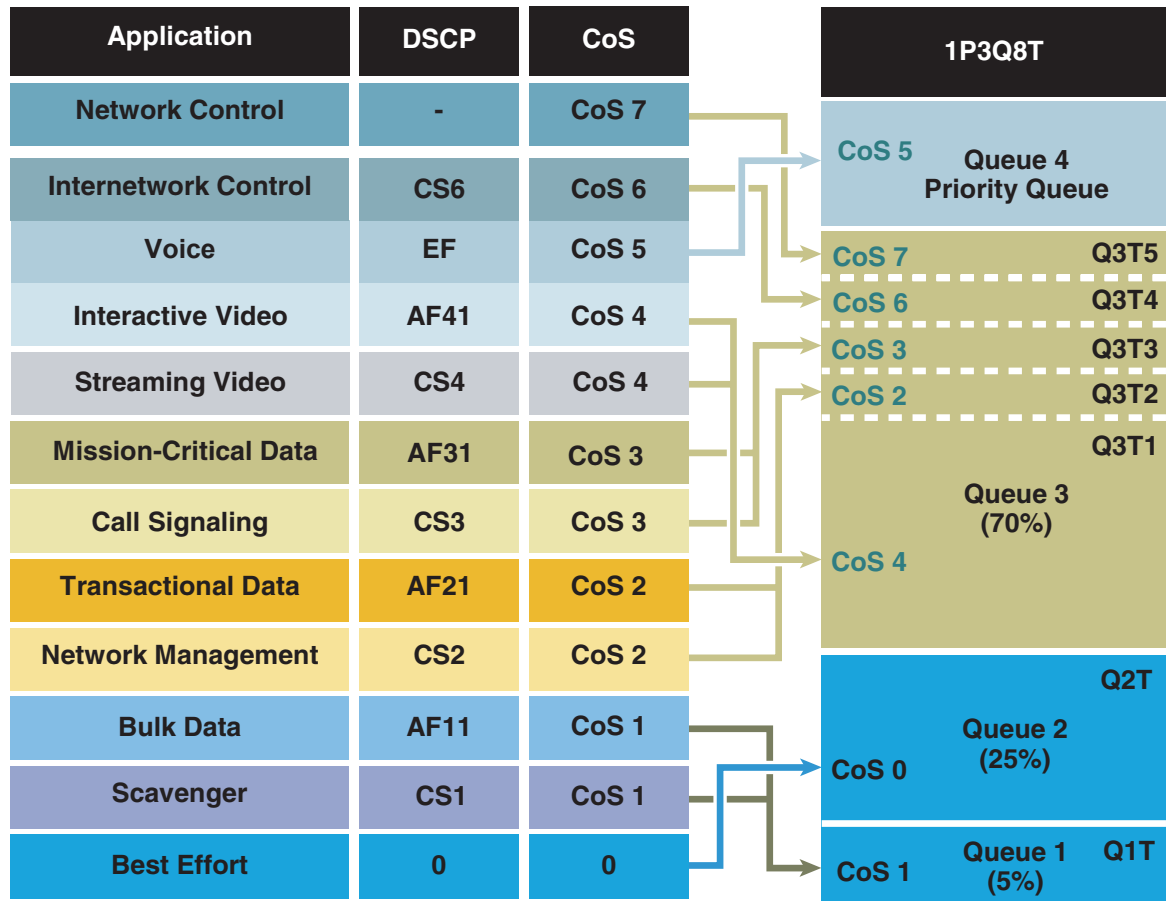 Application DSCP CoS
Network Control - CoS 7
Internetwork Control CS6 CoS 6
Voice EF CoS 5
Interactive Video AF41 CoS 4
Streaming Video CS4 CoS 4
Mission-Critical Data AF31 CoS 3
Call Signaling CS3 CoS 3
Transactional Data AF21 CoS 2
Network Management CS2 CoS 2
Bulk Data AF11 CoS 1
Scavenger CS1 CoS 1
Best Effort 0 0
1P3Q8T
CoS 5 Queue 4
Priority Queue
CoS 7 Q3T5
CoS 6 Q3T4
CoS 3 Q3T3
CoS 2 Q3T2
Q3T1
Queue 3
(70%)
CoS 4
Q2T
Queue 2
(25%)
CoS 0
Queue 1 Q1T
CoS 1 (5%)